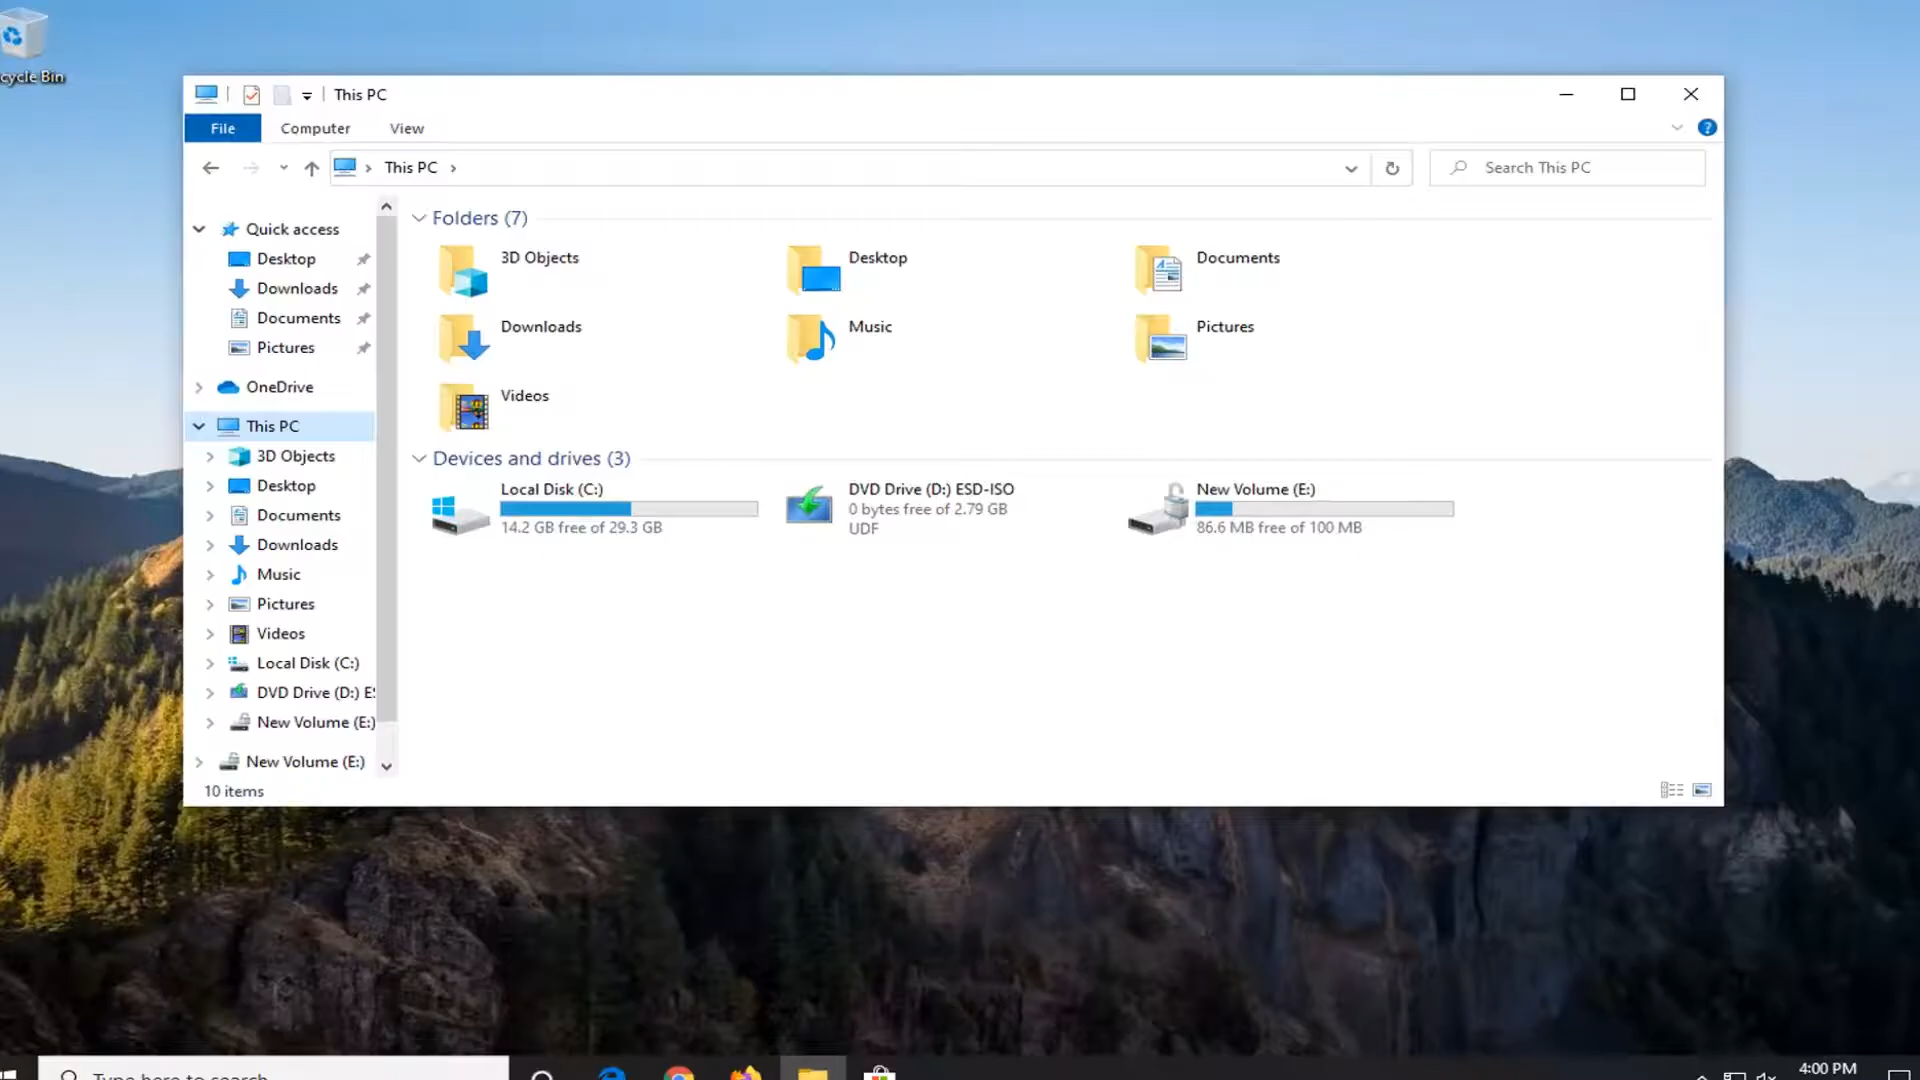 cycle Bin
This PC
File Computer View
This PC
Search This PC
Quick access
Desktop
Downloads
Documents
Pictures
OneDrive
This PC
3D Objects
Desktop
Documents
Downloads
Music
Pictures
Videos
Local Disk (C:)
DVD Drive (D:) E
New Volume (E:)
New Volume (E:)
Folders (7)
3D Objects
Desktop
Documents
Downloads
Music
Pictures
Videos
Devices and drives (3)
Local Disk (C:)
14.2 GB free of 29.3 GB
DVD Drive (D:) ESD-ISO
0 bytes free of 2.79 GB
UDF
New Volume (E:)
86.6 MB free of 100 MB
10 items
Type here to search
4:00 PM